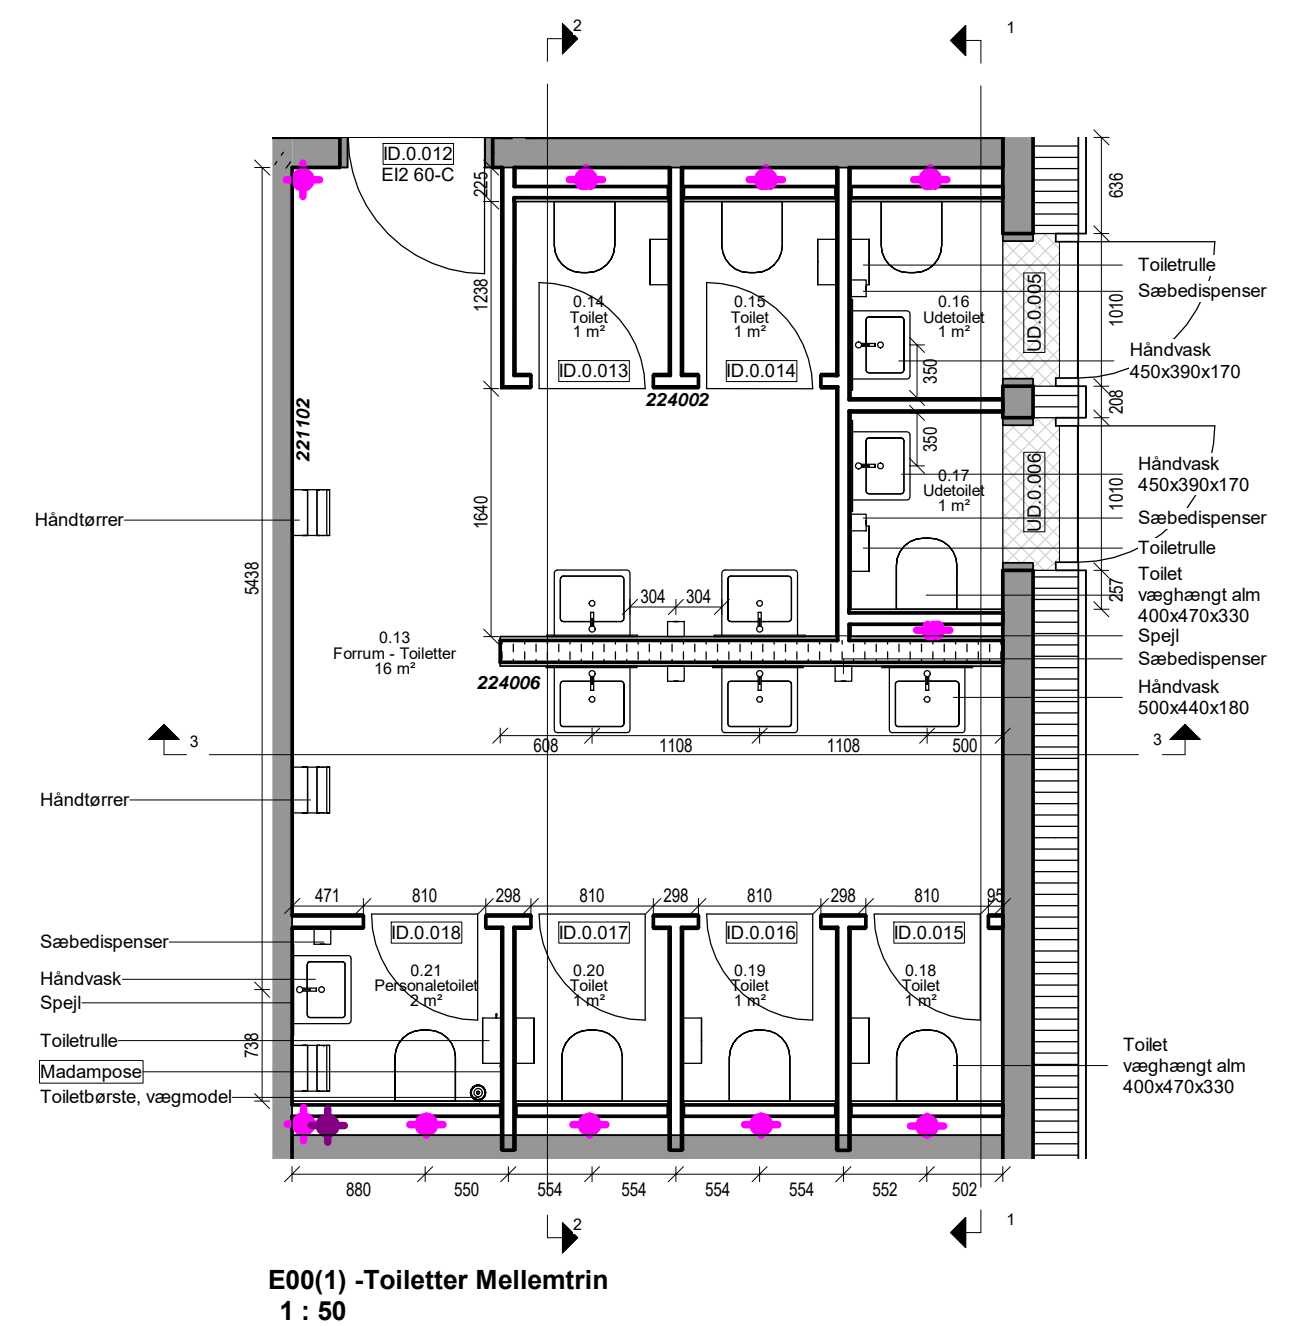 2
1
ID.0.012
EI2 60-C
225
636
Toiletrulle
Sæbedispenser
1238
0.14
Toilet
1 m²
0.15
Toilet
1 m²
0.16
Udetoilet
1 m²
UD.0.005
1010
Håndvask
450x390x170
ID.0.013
ID.0.014
350
224002
208
221102
350
Håndvask
450x390x170
0.17
Udetoilet
1 m²
UD.0.006
1010
Håndtørrer
1640
Sæbedispenser
Toiletrulle
5438
304
304
Toilet
væghængt alm
400x470x330
257
0.13
Forrum - Toiletter
16 m²
Spejl
Sæbedispenser
224006
Håndvask
500x440x180
3
608
1108
1108
500
3
Håndtørrer
471
810
298
810
298
810
298
810
95
Sæbedispenser
ID.0.018
ID.0.017
ID.0.016
ID.0.015
Håndvask
Spejl
0.21
Personaletoilet
2 m²
0.20
Toilet
1 m²
0.19
Toilet
1 m²
0.18
Toilet
1 m²
738
Toiletrulle
Madampose
Toiletbørste, vægmodel
Toilet
væghængt alm
400x470x330
880
550
554
554
554
554
552
502
2
1
E00(1) -Toiletter Mellemtrin
1 : 50